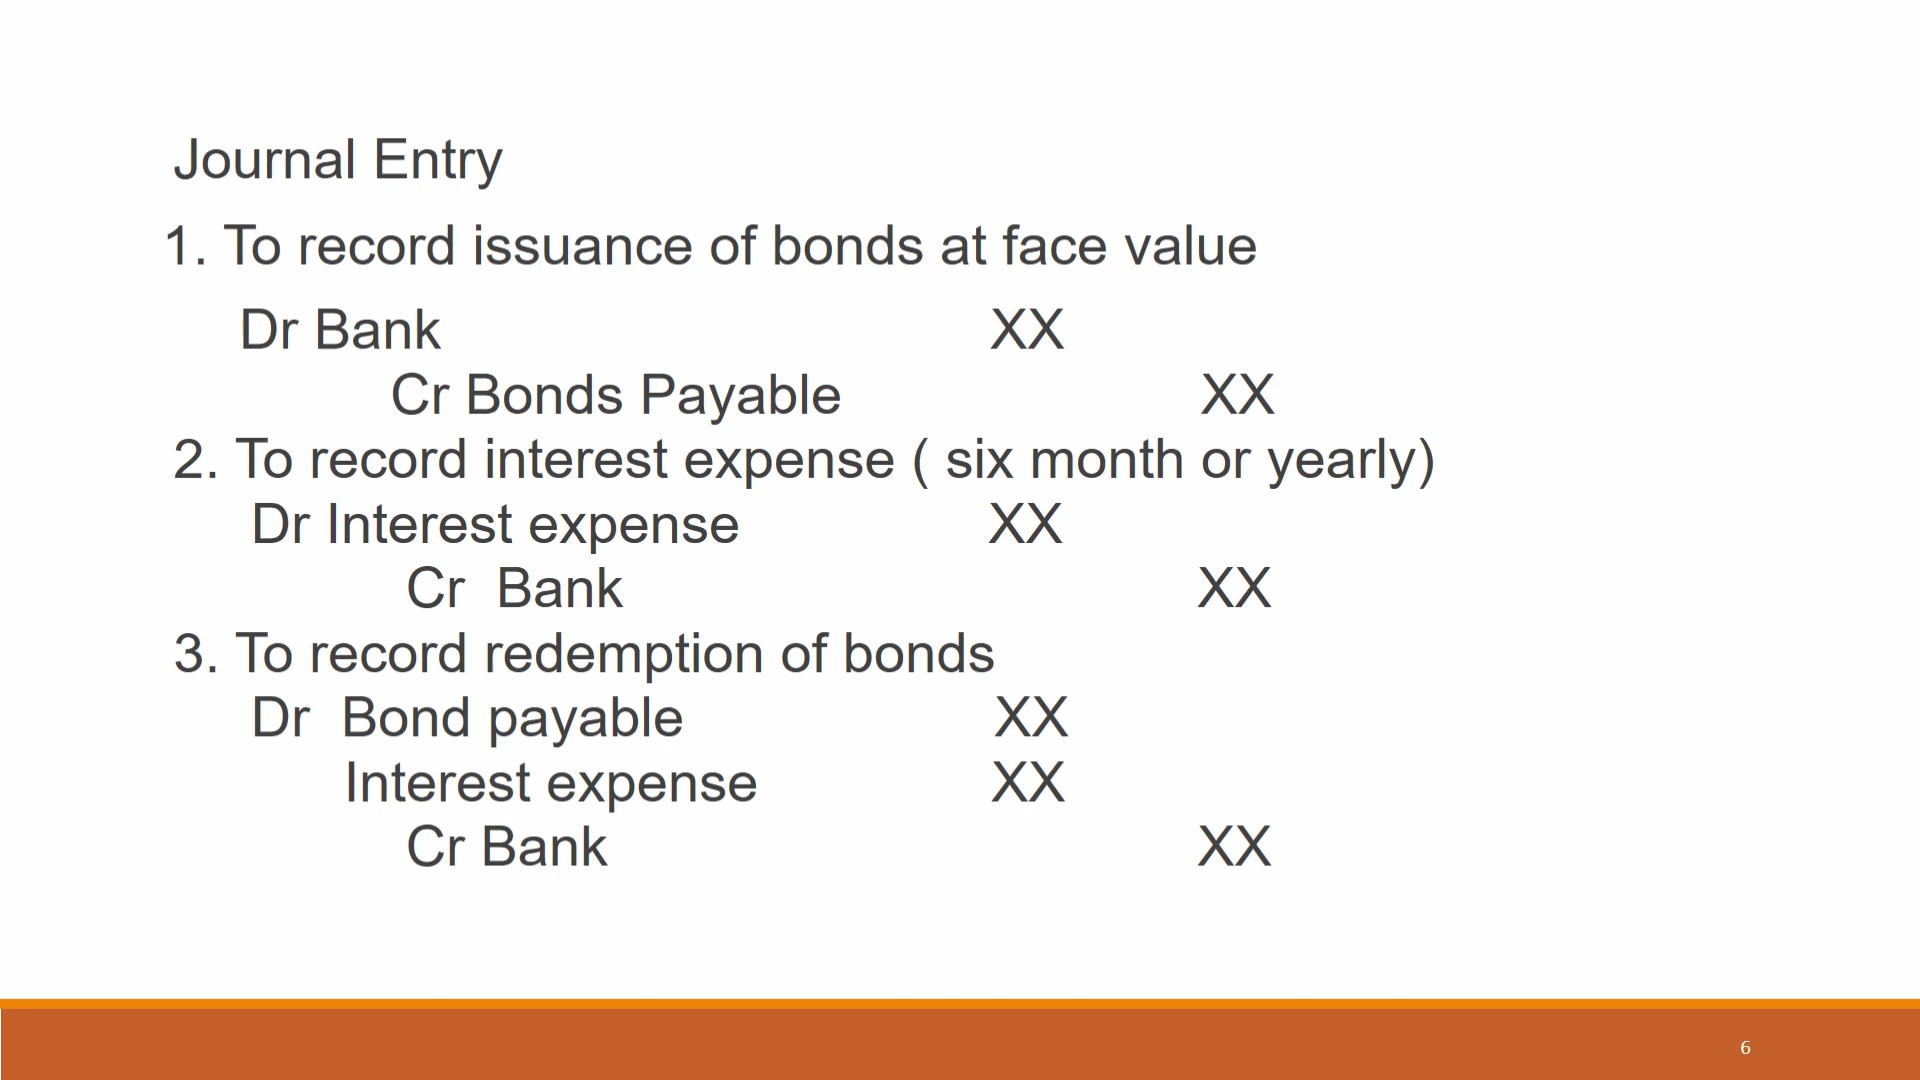 Journal Entry
1. To record issuance of bonds at face value
Dr Bank XX
Cr Bonds Payable XX
2. To record interest expense ( six month or yearly)
Dr Interest expense XX
Cr Bank XX
3. To record redemption of bonds
Dr Bond payable XX
Interest expense XX
Cr Bank XX
6